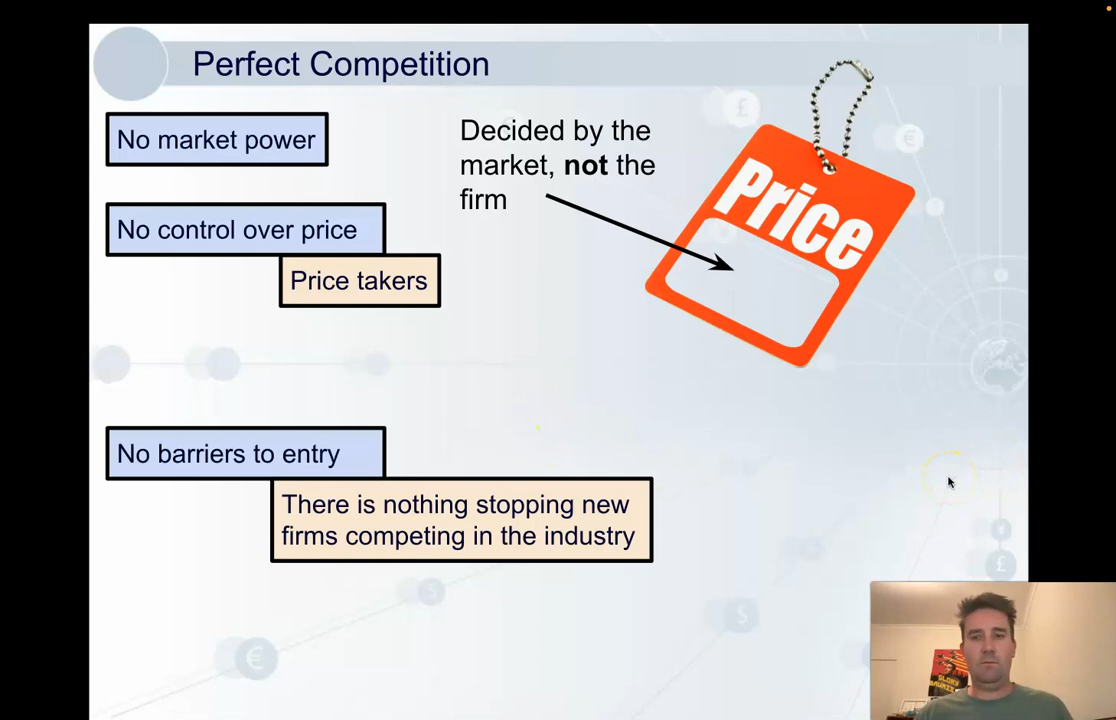 Perfect Competition
No market power
Decided by the
market, not the
firm
Price
No control over price
Price takers
No barriers to entry
There is nothing stopping new
firms competing in the industry
GLORY